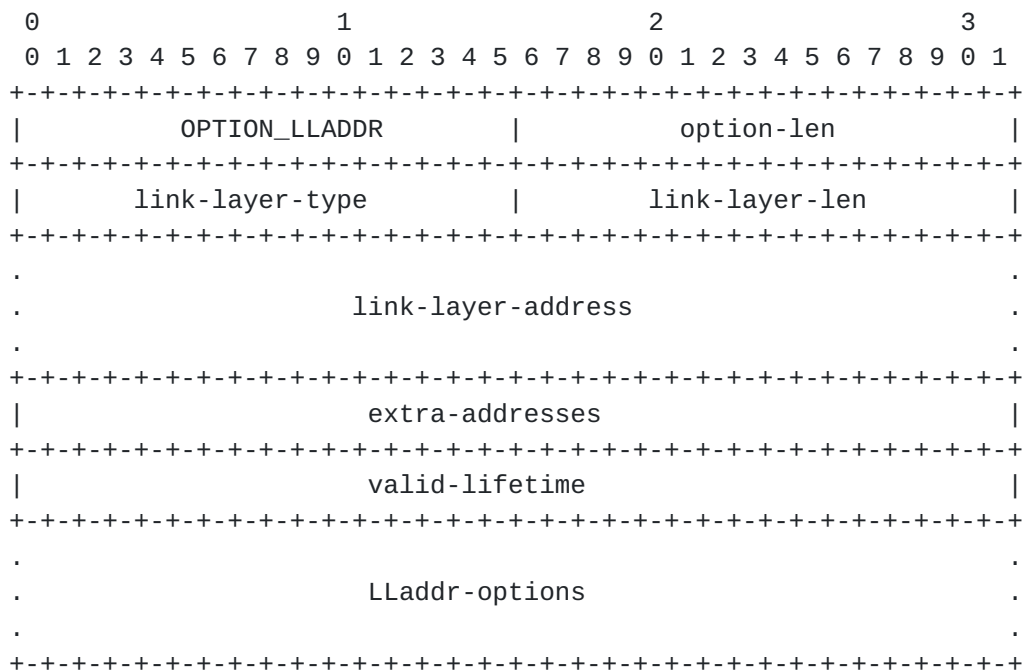 0                   1                   2                   3
 0 1 2 3 4 5 6 7 8 9 0 1 2 3 4 5 6 7 8 9 0 1 2 3 4 5 6 7 8 9 0 1
+-+-+-+-+-+-+-+-+-+-+-+-+-+-+-+-+-+-+-+-+-+-+-+-+-+-+-+-+-+-+-+-+
|          OPTION_LLADDR        |          option-len           |
+-+-+-+-+-+-+-+-+-+-+-+-+-+-+-+-+-+-+-+-+-+-+-+-+-+-+-+-+-+-+-+-+
|       link-layer-type         |        link-layer-len         |
+-+-+-+-+-+-+-+-+-+-+-+-+-+-+-+-+-+-+-+-+-+-+-+-+-+-+-+-+-+-+-+-+
.                                                               .
.                     link-layer-address                        .
.                                                               .
+-+-+-+-+-+-+-+-+-+-+-+-+-+-+-+-+-+-+-+-+-+-+-+-+-+-+-+-+-+-+-+-+
|                      extra-addresses                          |
+-+-+-+-+-+-+-+-+-+-+-+-+-+-+-+-+-+-+-+-+-+-+-+-+-+-+-+-+-+-+-+-+
|                      valid-lifetime                           |
+-+-+-+-+-+-+-+-+-+-+-+-+-+-+-+-+-+-+-+-+-+-+-+-+-+-+-+-+-+-+-+-+
.                                                               .
.                      LLaddr-options                           .
.                                                               .
+-+-+-+-+-+-+-+-+-+-+-+-+-+-+-+-+-+-+-+-+-+-+-+-+-+-+-+-+-+-+-+-+